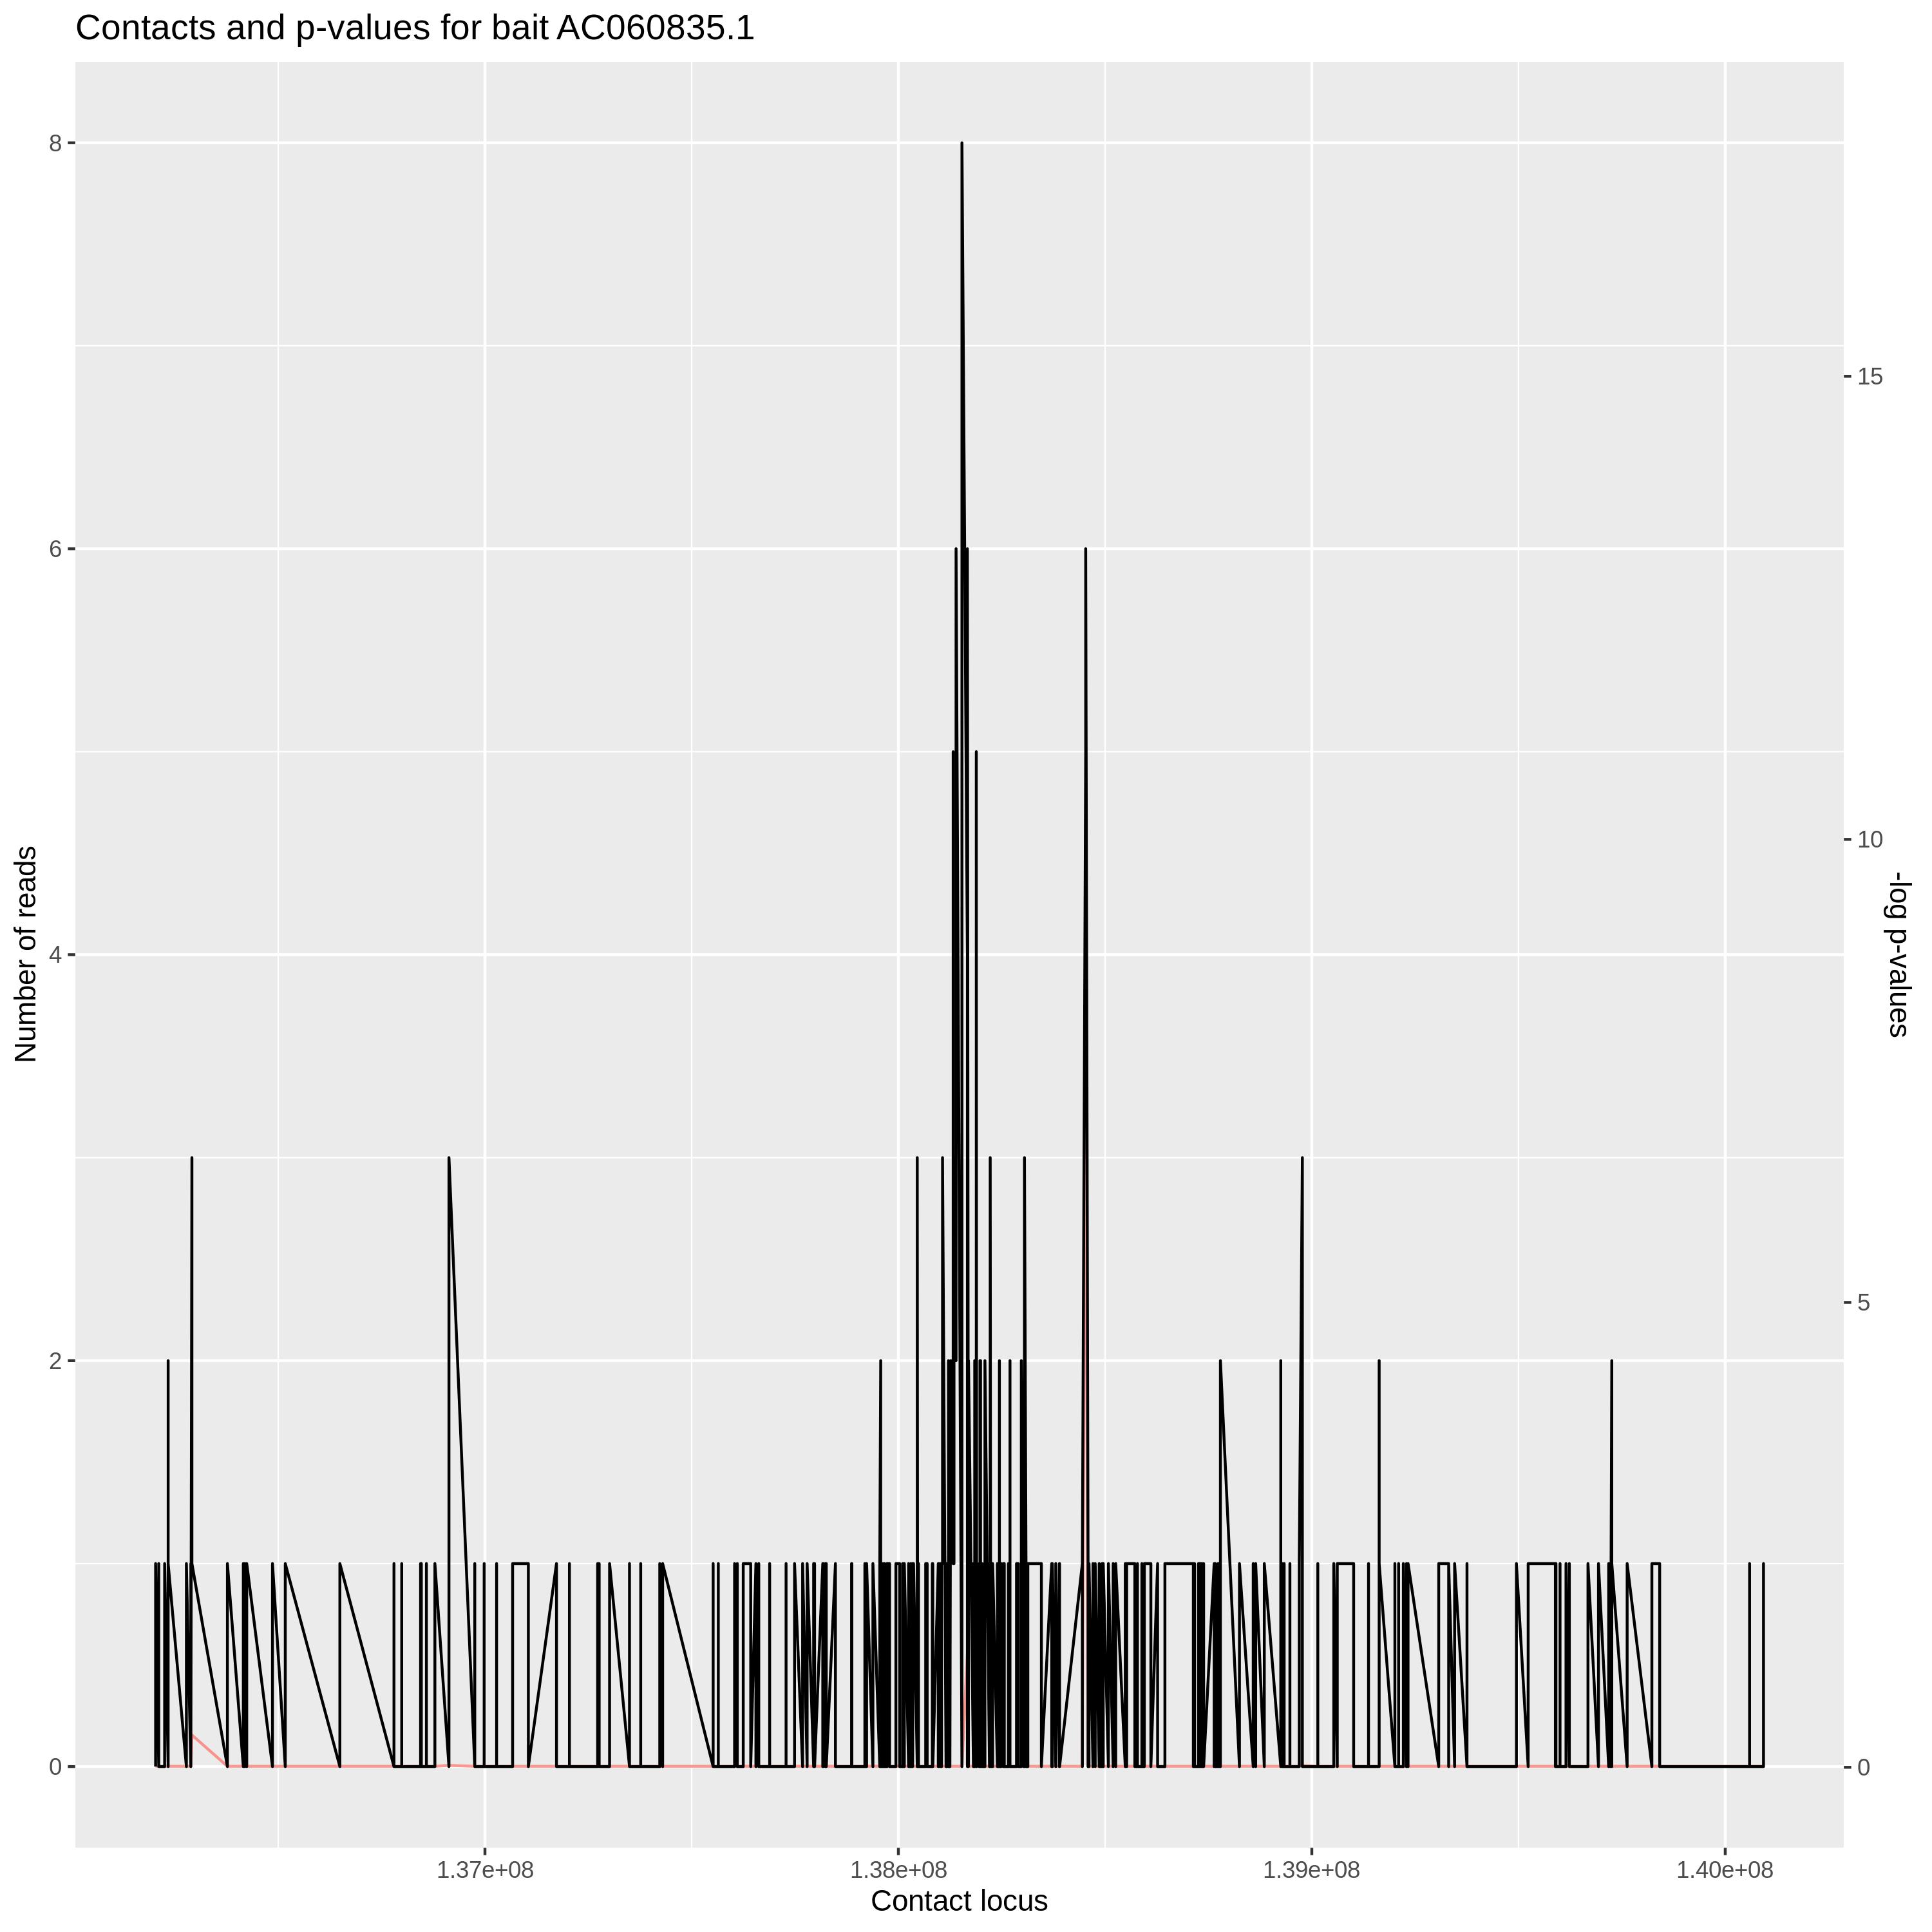 Contacts and p-values for bait AC060835.1
8
6
4
2
0
15
10
5
0
Number of reads
-log p-values
1.37e+08
1.38e+08
1.39e+08
1.40e+08
Contact locus